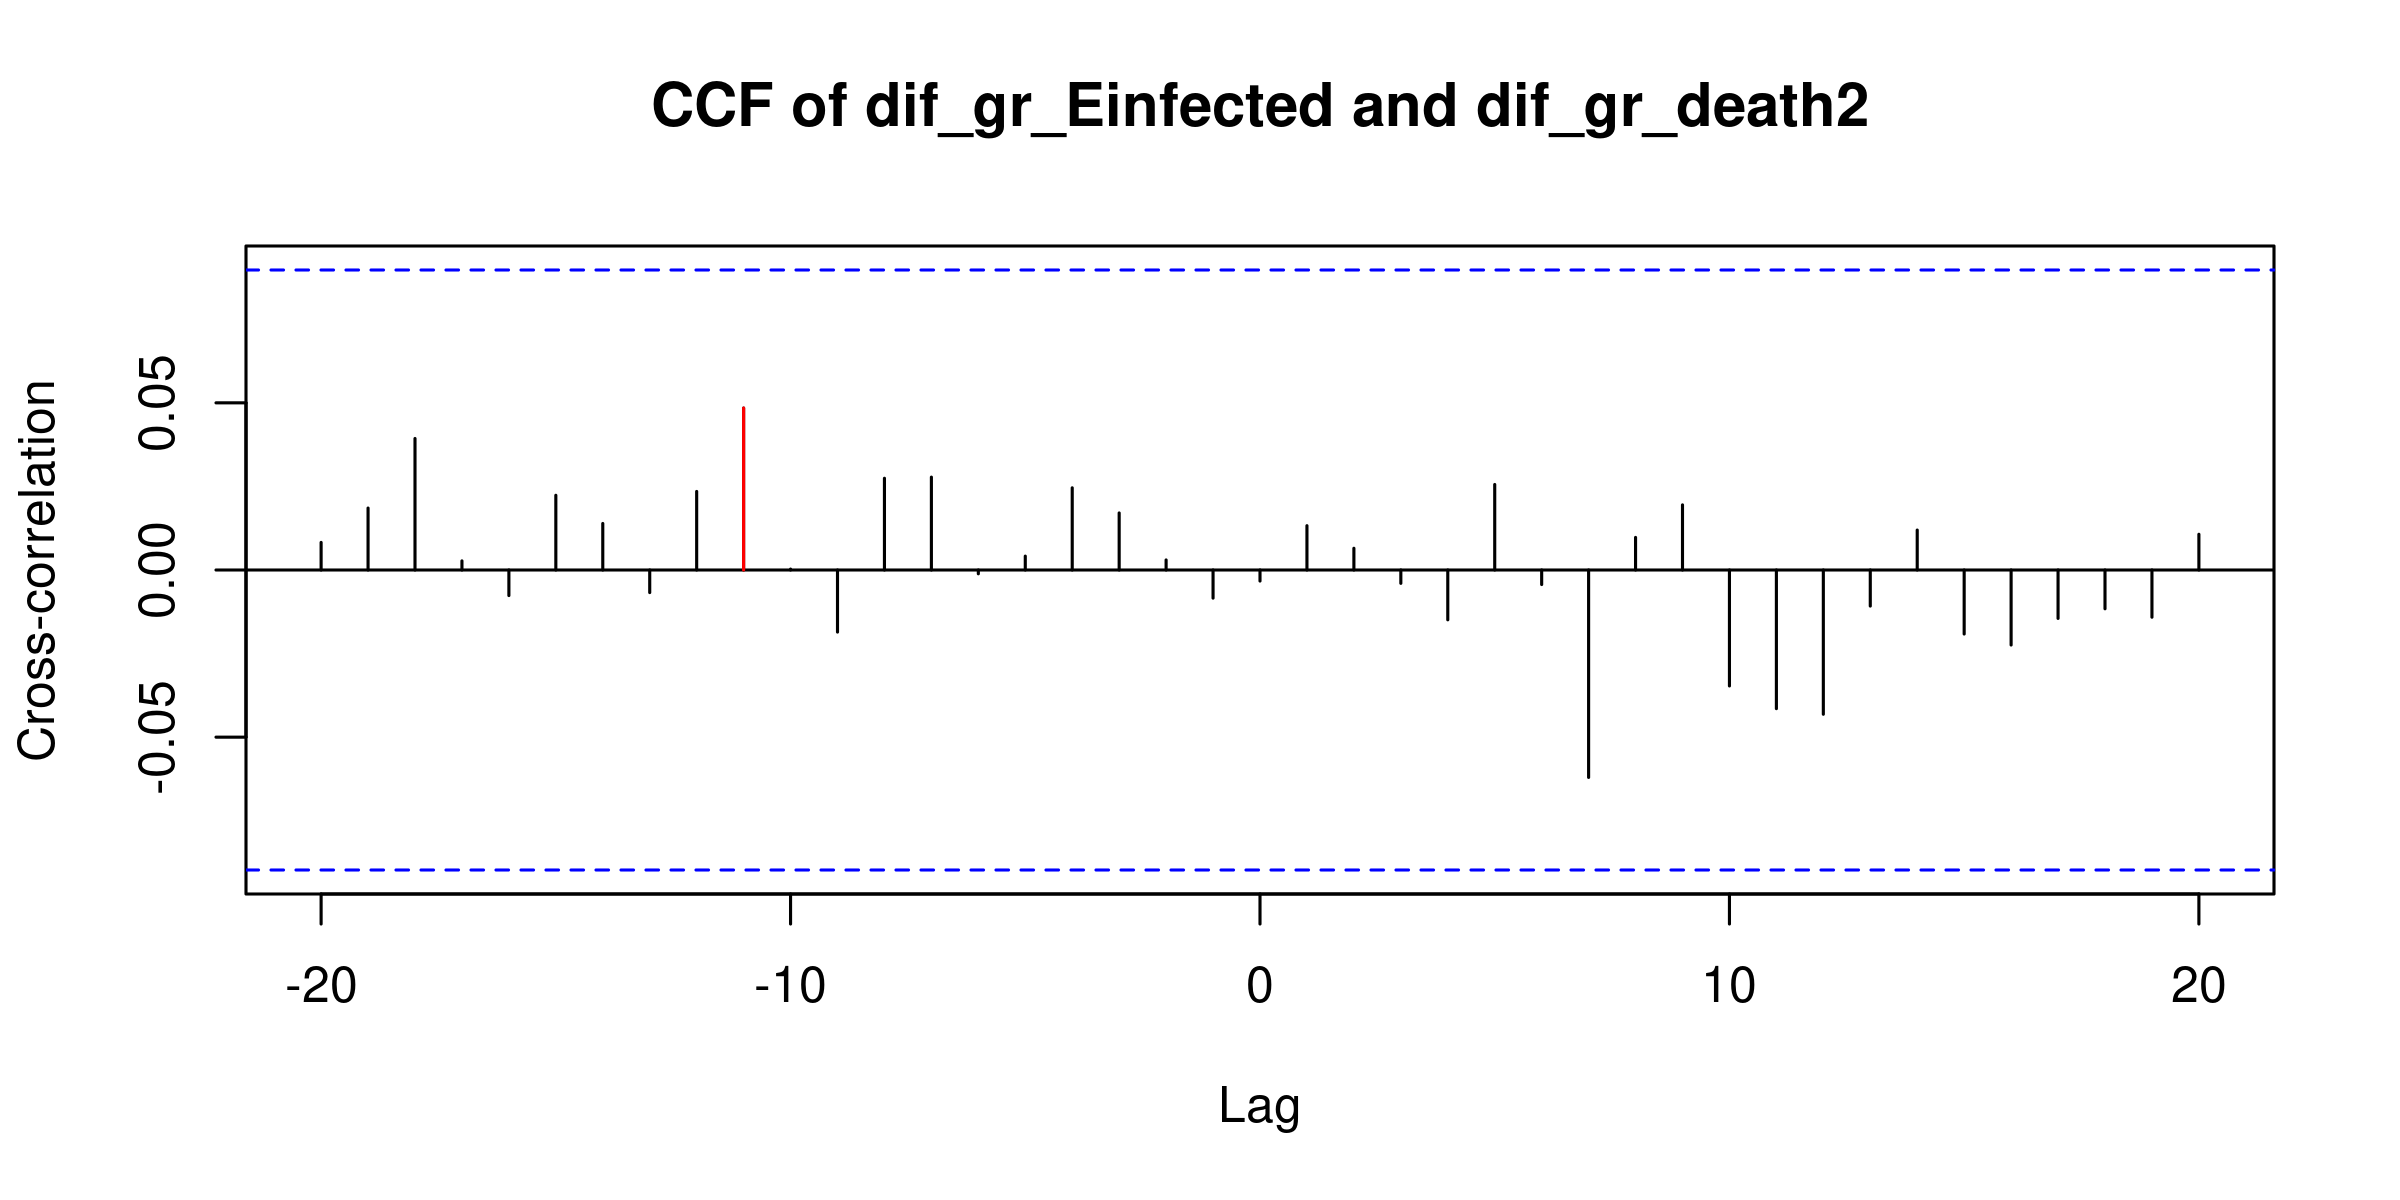 CCF of dif_gr_Einfected and dif_gr_death2
Cross-correlation
0.05
0.00
-0.05
-20 -10 0 10 20
Lag